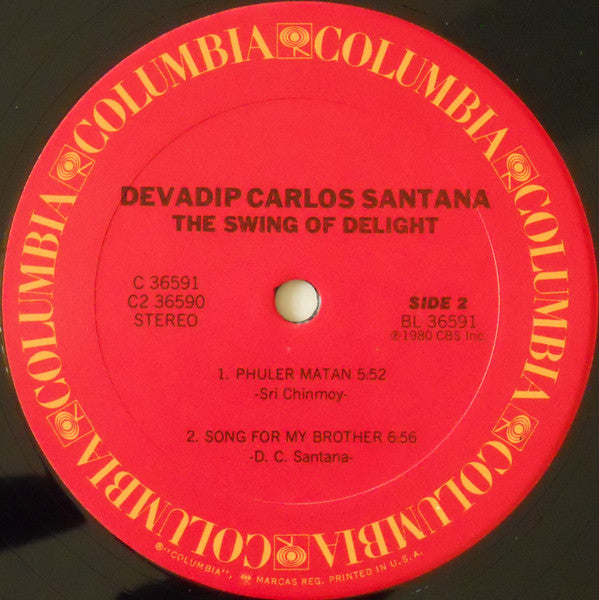 COLUMBIA COLUMBIA COLUMBIA COLUMBIA COLUMBIA COLUMBIA
DEVADIP CARLOS SANTANA
THE SWING OF DELIGHT
C 36591
C2 36590
STEREO
SIDE 2
BL 36591
℗1980 CBS Inc.
1. PHULER MATAN 5:52
-Sri Chinmoy-
2. SONG FOR MY BROTHER 6:56
-D. C. Santana-
®"COLUMBIA", MARCAS REG. PRINTED IN U.S.A.